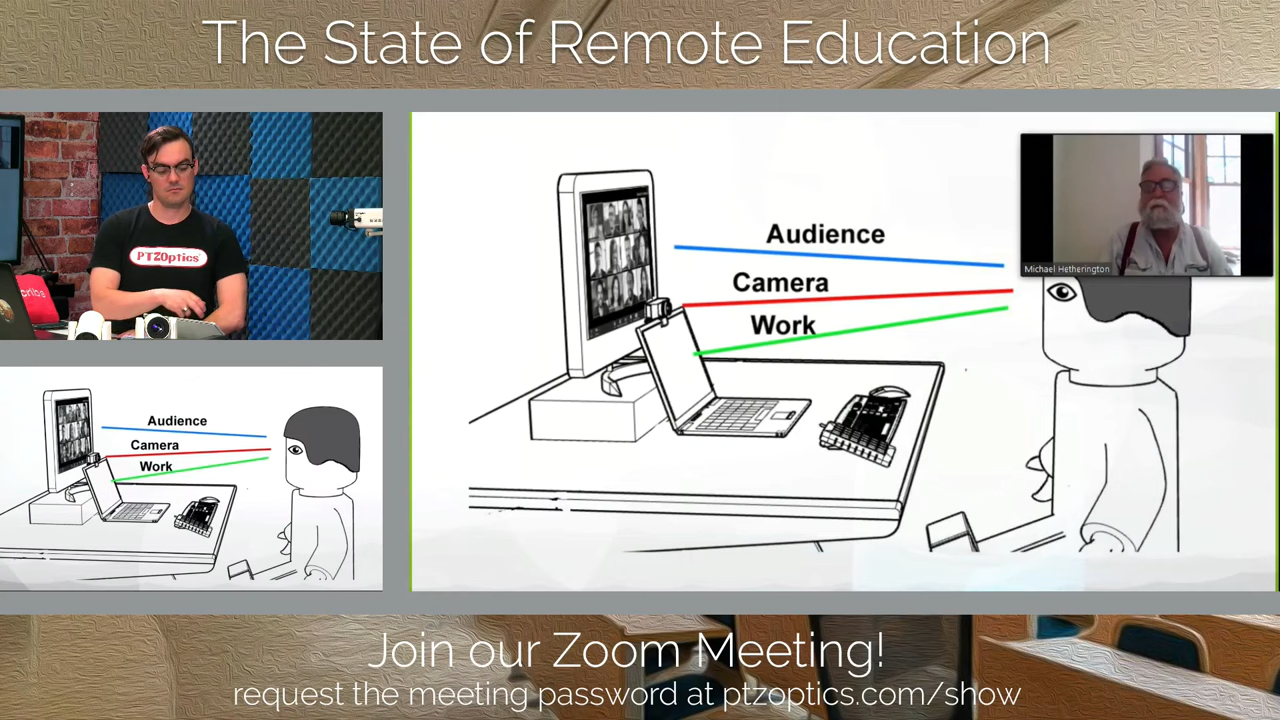 The State of Remote Education
PTZOptics
Audience
Camera
Work
Michael Hetherington
Audience
Camera
Work
Join our Zoom Meeting!
request the meeting password at ptzoptics.com/show